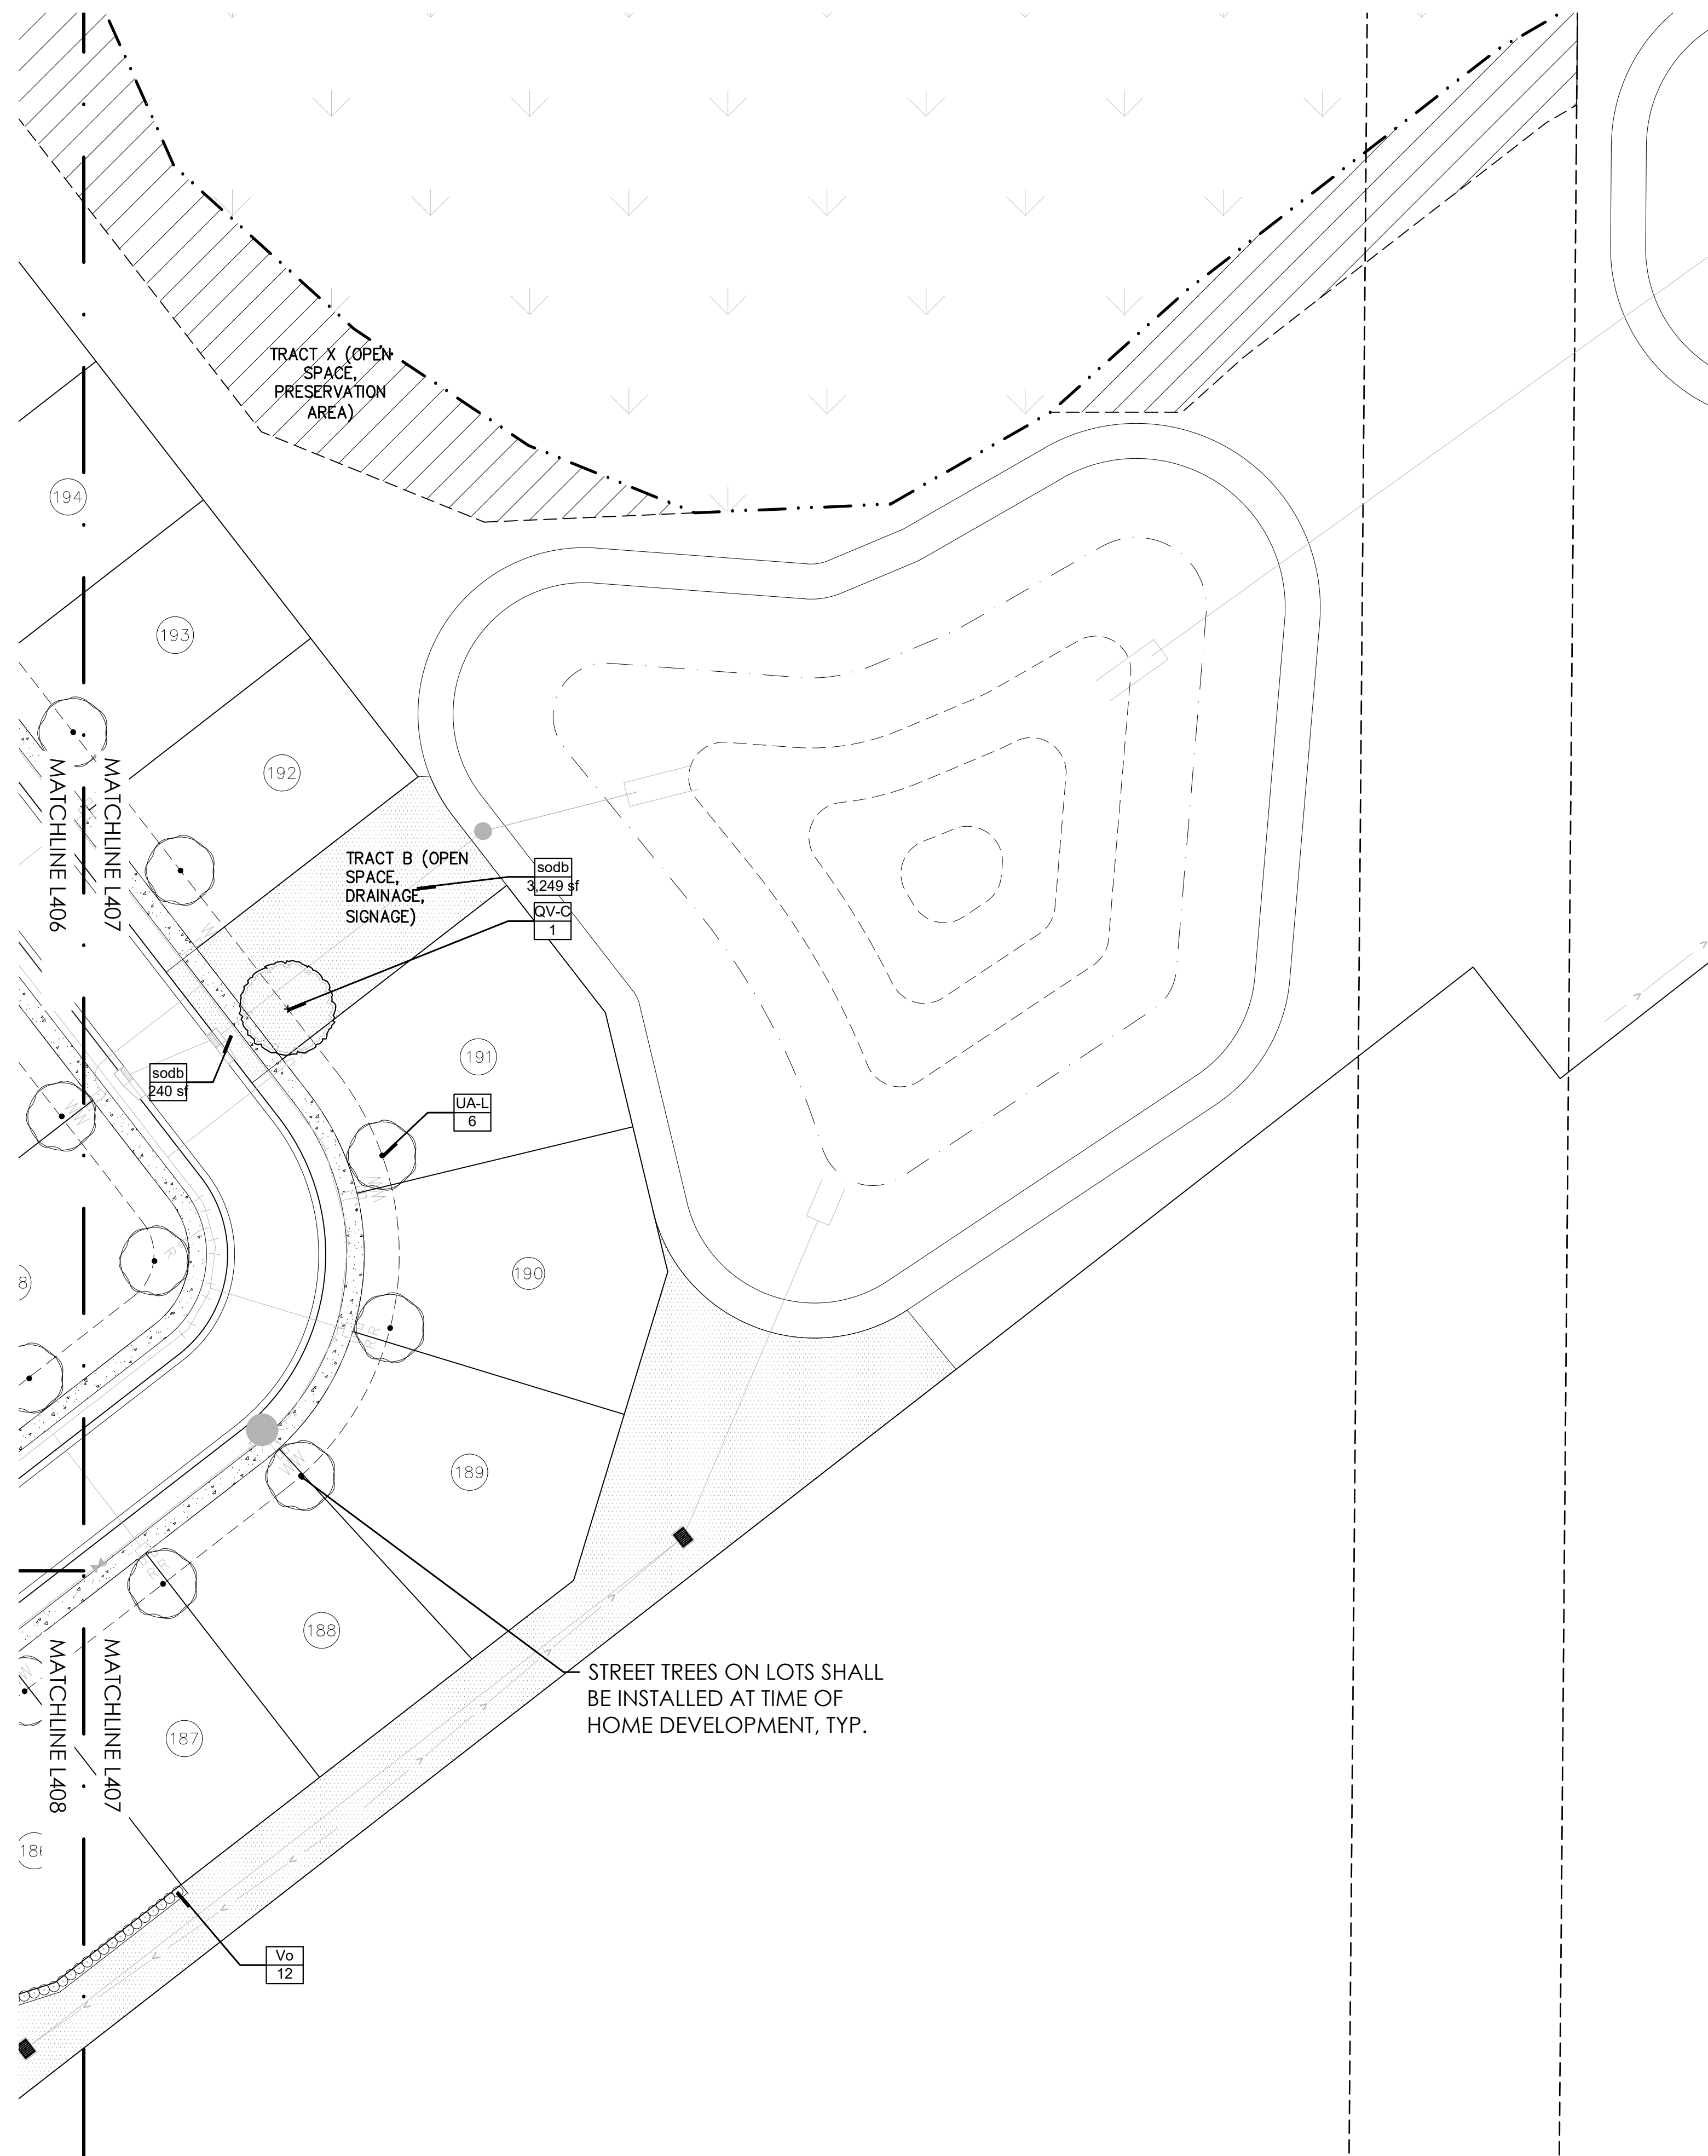 TRACT X (OPEN
SPACE,
PRESERVATION
AREA)
194
193
192
MATCHLINE L406
MATCHLINE L407
TRACT B (OPEN
SPACE,
DRAINAGE,
SIGNAGE)
sodb
3,249 sf
QV-C
1
191
sodb
240 sf
UA-L
6
190
189
188
STREET TREES ON LOTS SHALL
BE INSTALLED AT TIME OF
HOME DEVELOPMENT, TYP.
187
MATCHLINE L408
MATCHLINE L407
186
Vo
12